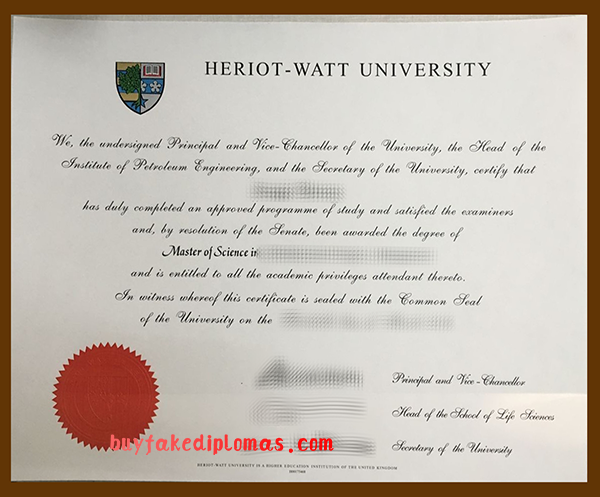 HERIOT-WATT UNIVERSITY
We, the undersigned Principal and Vice-Chancellor of the University, the Head of the
Institute of Petroleum Engineering, and the Secretary of the University, certify that
has duly completed an approved programme of study and satisfied the examiners
and, by resolution of the Senate, been awarded the degree of
Master of Science in
and is entitled to all the academic privileges attendant thereto.
In witness whereof this certificate is sealed with the Common Seal
of the University on the
Principal and Vice-Chancellor
Head of the School of Life Sciences
buyfakediplomas.com
Secretary of the University
HERIOT-WATT UNIVERSITY IS A HIGHER EDUCATION INSTITUTION OF THE UNITED KINGDOM